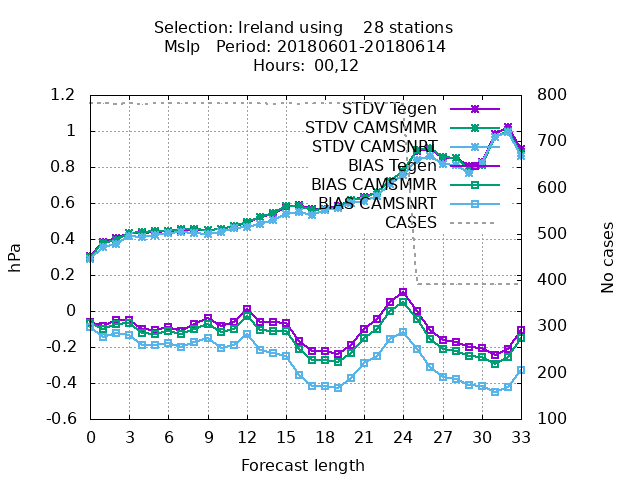 Selection: Ireland using    28 stations
Mslp   Period: 20180601-20180614
Hours:  00,12
1.2
1
0.8
0.6
0.4
0.2
0
-0.2
-0.4
-0.6
hPa
STDV Tegen
STDV CAMSMMR
STDV CAMSNRT
BIAS Tegen
BIAS CAMSMMR
BIAS CAMSNRT
CASES
800
700
600
500
400
300
200
100
No cases
0 3 6 9 12 15 18 21 24 27 30 33
Forecast length